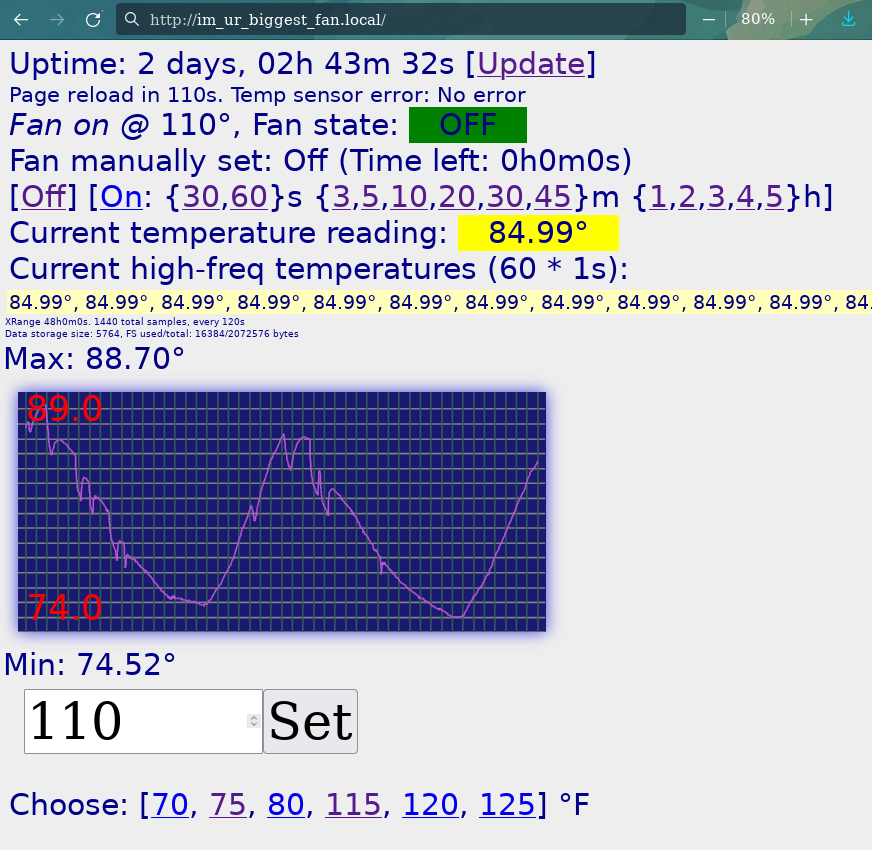 http://im_ur_biggest_fan.local/ 80%
Uptime: 2 days, 02h 43m 32s [Update]
Page reload in 110s. Temp sensor error: No error
Fan on @ 110°, Fan state: OFF
Fan manually set: Off (Time left: 0h0m0s)
[Off] [On: {30,60}s {3,5,10,20,30,45}m {1,2,3,4,5}h]
Current temperature reading: 84.99°
Current high-freq temperatures (60 * 1s):
84.99°, 84.99°, 84.99°, 84.99°, 84.99°, 84.99°, 84.99°, 84.99°, 84.99°, 84.99°, 84.99°, 84.
XRange 48h0m0s. 1440 total samples, every 120s
Data storage size: 5764, FS used/total: 16384/2072576 bytes
Max: 88.70°
89.0
74.0
Min: 74.52°
110 Set
Choose: [70, 75, 80, 115, 120, 125] °F